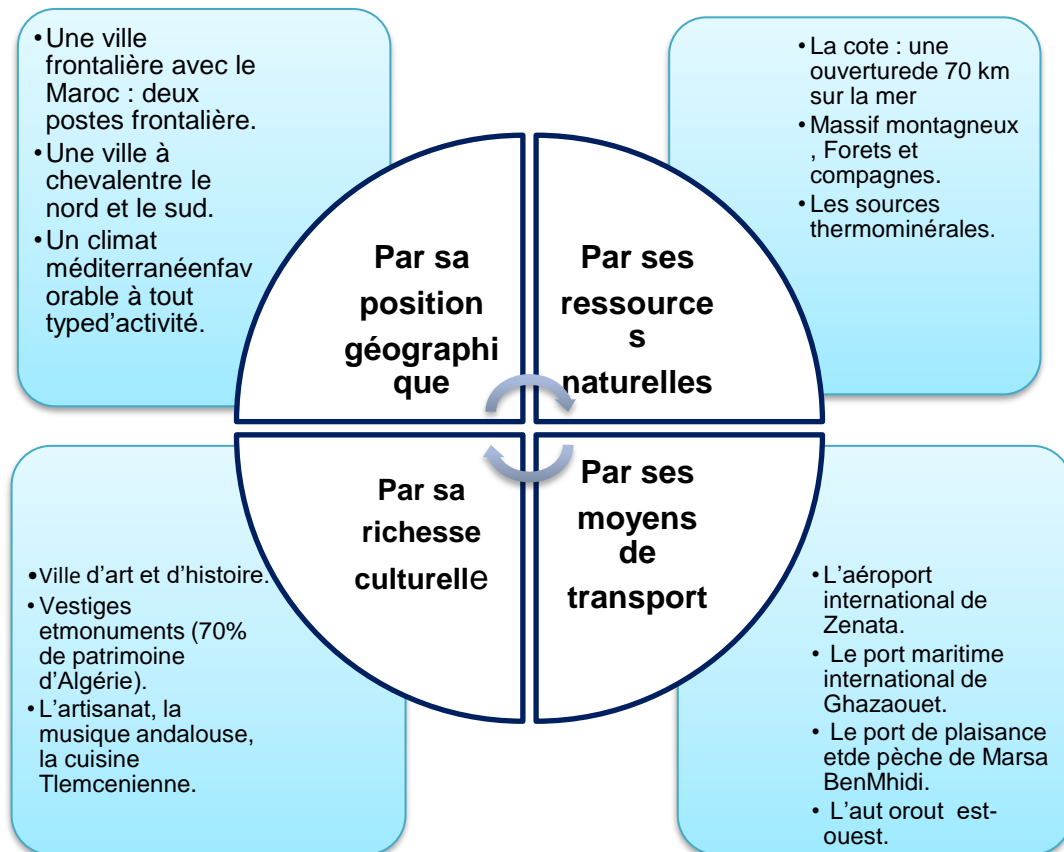 •Une ville
frontalière avec le
Maroc : deux
postes frontalière.
•Une ville à
chevalentre le
nord et le sud.
•Un climat
méditerranéenfav
orable à tout
typed’activité.
•La cote : une
ouverturede 70 km
sur la mer
•Massif montagneux
, Forets et
compagnes.
•Les sources
thermominérales.
Par sa
position
géographi
que
Par ses
ressource
s
naturelles
Par sa
richesse
culturelle
Par ses
moyens
de
transport
•Ville d’art et d’histoire.
• Vestiges
etmonuments (70%
de patrimoine
d’Algérie).
•L’artisanat, la
musique andalouse,
la cuisine
Tlemcenienne.
• L’aéroport
international de
Zenata.
• Le port maritime
international de
Ghazaouet.
• Le port de plaisance
etde pèche de Marsa
BenMhidi.
• L’aut orout est-
ouest.